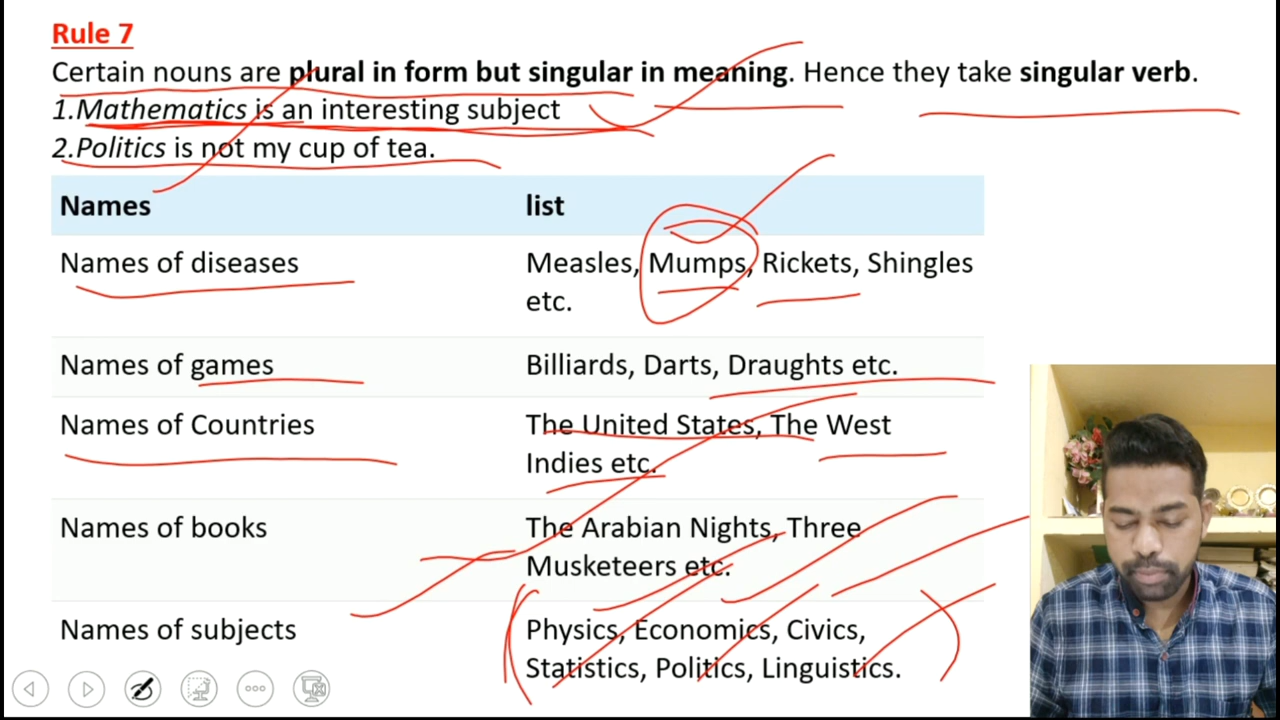 Rule 7
Certain nouns are plural in form but singular in meaning. Hence they take singular verb.
1.Mathematics is an interesting subject
2.Politics is not my cup of tea.
Names list
Names of diseases Measles, Mumps, Rickets, Shingles
etc.
Names of games Billiards, Darts, Draughts etc.
Names of Countries The United States, The West
Indies etc.
Names of books The Arabian Nights, Three
Musketeers etc.
Names of subjects Physics, Economics, Civics,
Statistics, Politics, Linguistics.